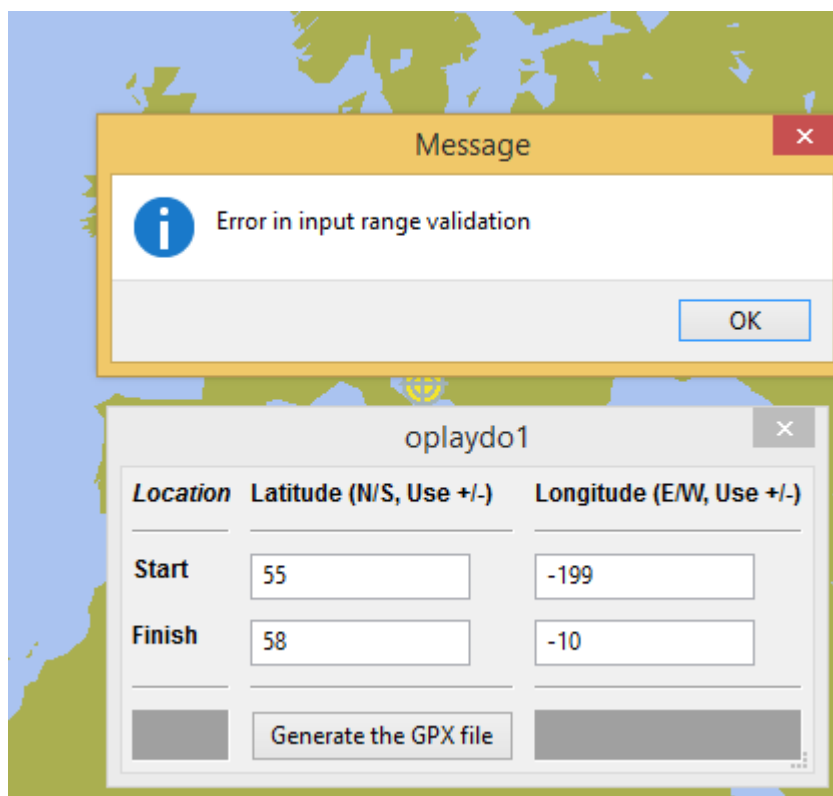 Message
Error in input range validation
OK
oplaydo1
Location Latitude (N/S, Use +/-) Longitude (E/W, Use +/-)
Start 55 -199
Finish 58 -10
Generate the GPX file